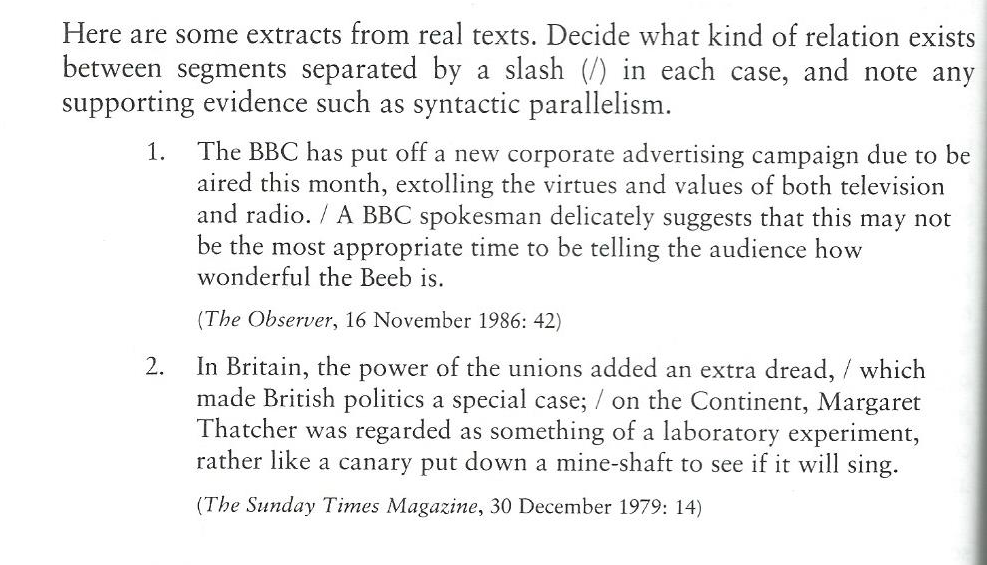 Here are some extracts from real texts. Decide what kind of relation exists
between segments separated by a slash (/) in each case, and note any
supporting evidence such as syntactic parallelism.
1. The BBC has put off a new corporate advertising campaign due to be
aired this month, extolling the virtues and values of both television
and radio. / A BBC spokesman delicately suggests that this may not
be the most appropriate time to be telling the audience how
wonderful the Beeb is.
(The Observer, 16 November 1986: 42)
2. In Britain, the power of the unions added an extra dread, / which
made British politics a special case; / on the Continent, Margaret
Thatcher was regarded as something of a laboratory experiment,
rather like a canary put down a mine-shaft to see if it will sing.
(The Sunday Times Magazine, 30 December 1979: 14)